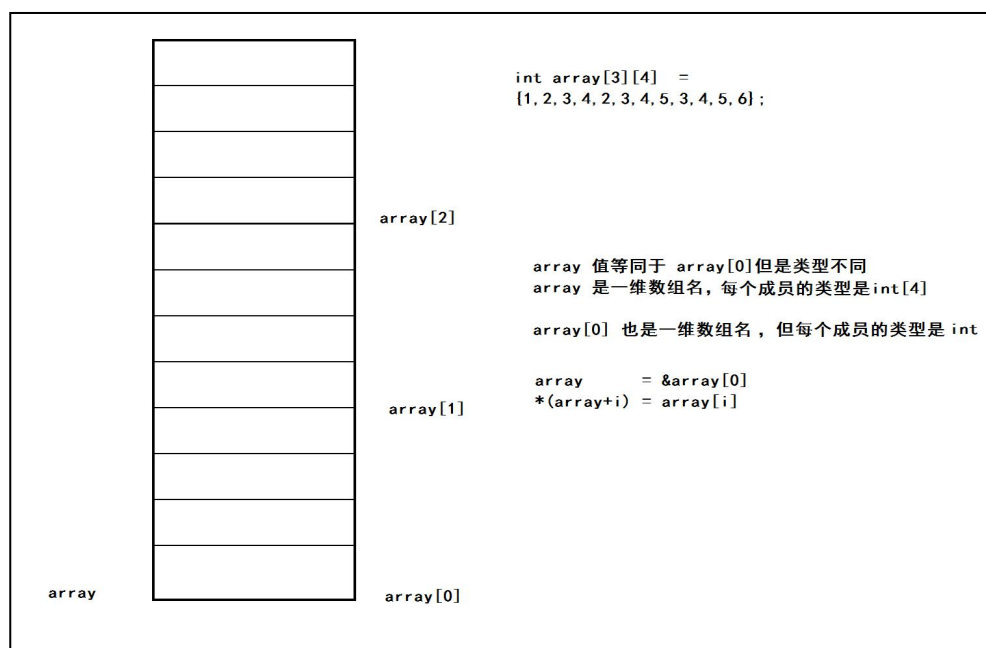 int array[3][4] =
{1,2,3,4,2,3,4,5,3,4,5,6};
array[2]
array 值等同于 array[0]但是类型不同
array 是一维数组名，每个成员的类型是int[4]
array[0] 也是一维数组名，但每个成员的类型是 int
array = &array[0]
*(array+i) = array[i]
array[1]
array
array[0]